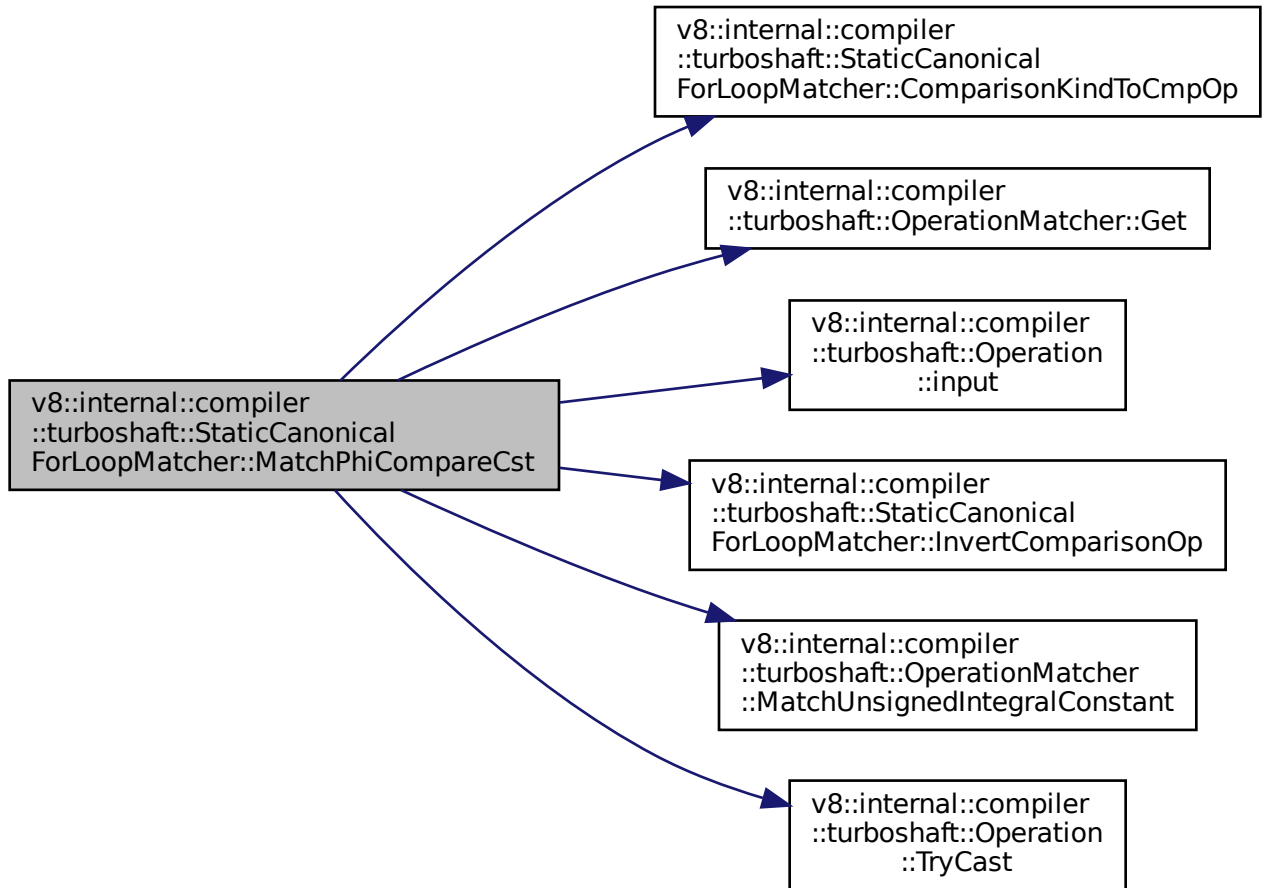 v8::internal::compiler
::turboshaft::StaticCanonical
ForLoopMatcher::MatchPhiCompareCst
v8::internal::compiler
::turboshaft::StaticCanonical
ForLoopMatcher::ComparisonKindToCmpOp
v8::internal::compiler
::turboshaft::OperationMatcher::Get
v8::internal::compiler
::turboshaft::Operation
::input
v8::internal::compiler
::turboshaft::StaticCanonical
ForLoopMatcher::InvertComparisonOp
v8::internal::compiler
::turboshaft::OperationMatcher
::MatchUnsignedIntegralConstant
v8::internal::compiler
::turboshaft::Operation
::TryCast